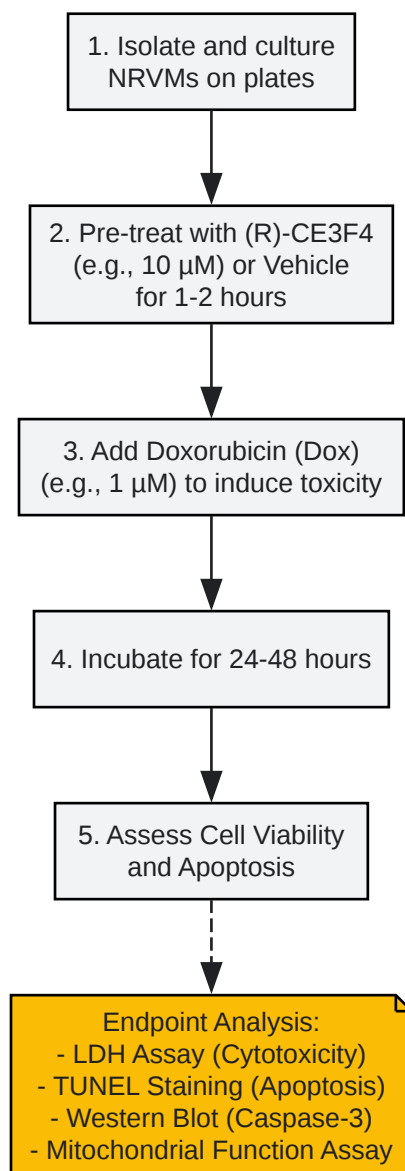 1. Isolate and culture
NRVMs on plates
2. Pre-treat with (R)-CE3F4
(e.g., 10 µM) or Vehicle
for 1-2 hours
3. Add Doxorubicin (Dox)
(e.g., 1 µM) to induce toxicity
4. Incubate for 24-48 hours
5. Assess Cell Viability
and Apoptosis
Endpoint Analysis:
- LDH Assay (Cytotoxicity)
- TUNEL Staining (Apoptosis)
- Western Blot (Caspase-3)
- Mitochondrial Function Assay